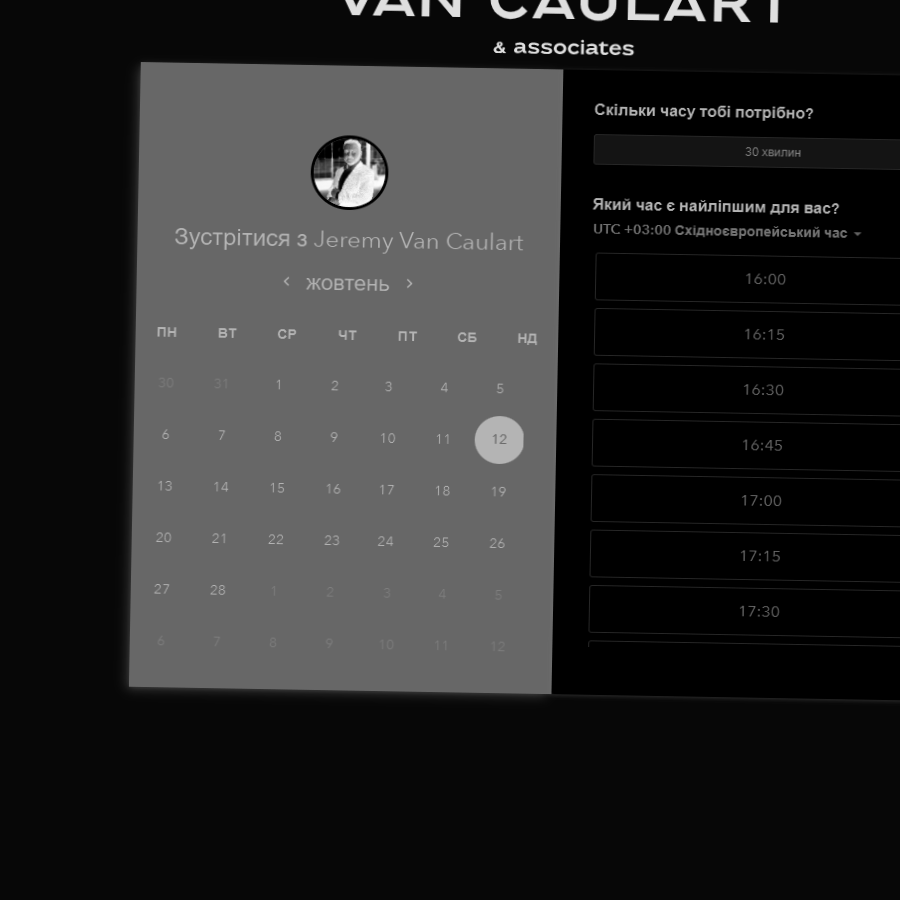 VAN CAULART
& associates
Зустрітися з Jeremy Van Caulart
жовтень
ПН ВТ СР ЧТ ПТ СБ НД
30 31 1 2 3 4 5
6 7 8 9 10 11 12
13 14 15 16 17 18 19
20 21 22 23 24 25 26
27 28 1 2 3 4 5
6 7 8 9 10 11 12
Скільки часу тобі потрібно?
30 хвилин
Який час є найліпшим для вас?
UTC +03:00 Східноєвропейський час
16:00
16:15
16:30
16:45
17:00
17:15
17:30